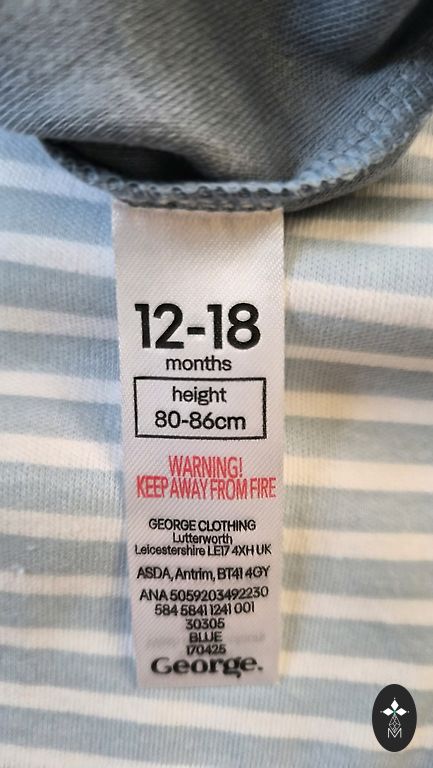 12-18
months
height
80-86cm
WARNING!
KEEP AWAY FROM FIRE
GEORGE CLOTHING
Lutterworth
Leicestershire LE17 4XH UK
ASDA, Antrim, BT41 4GY
ANA 5059203492230
584 5841 1241 001
30305
BLUE
170425
George.